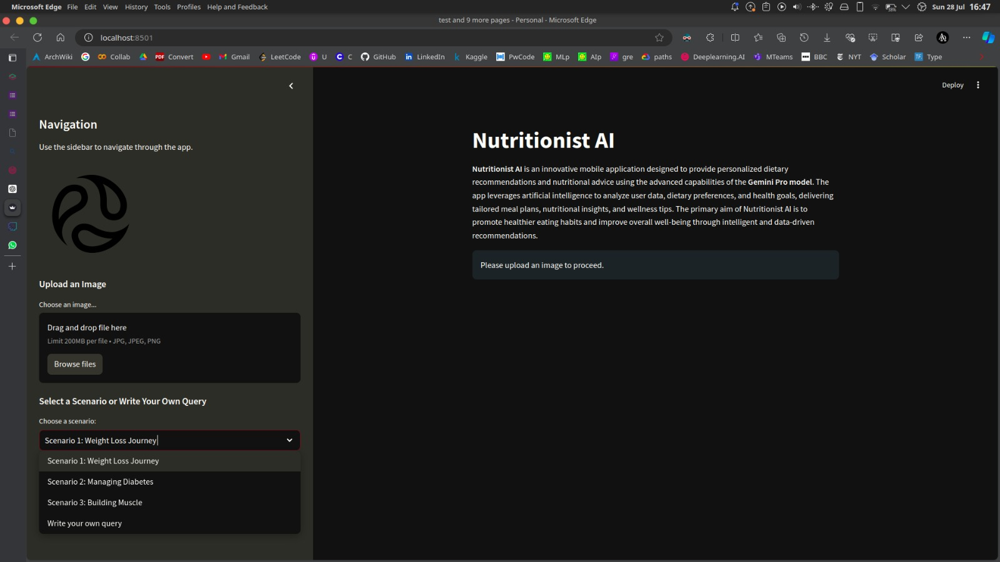 Microsoft Edge File Edit View History Tools Profiles Help and Feedback
38% Sun 28 Jul 16:47
test and 9 more pages - Personal - Microsoft Edge
localhost:8501
ArchWiki Colab PDF Convert Gmail LeetCode U C GitHub LinkedIn k Kaggle PwCode MLp AIp gre paths Deeplearning.AI MTeams BBC NYT Scholar TF. Type
Deploy
Navigation
Use the sidebar to navigate through the app.
Upload an Image
Choose an image...
Drag and drop file here
Limit 200MB per file • JPG, JPEG, PNG
Browse files
Select a Scenario or Write Your Own Query
Choose a scenario:
Scenario 1: Weight Loss Journey
Scenario 1: Weight Loss Journey
Scenario 2: Managing Diabetes
Scenario 3: Building Muscle
Write your own query
Nutritionist AI
Nutritionist AI is an innovative mobile application designed to provide personalized dietary
recommendations and nutritional advice using the advanced capabilities of the Gemini Pro model. The
app leverages artificial intelligence to analyze user data, dietary preferences, and health goals, delivering
tailored meal plans, nutritional insights, and wellness tips. The primary aim of Nutritionist AI is to
promote healthier eating habits and improve overall well-being through intelligent and data-driven
recommendations.
Please upload an image to proceed.